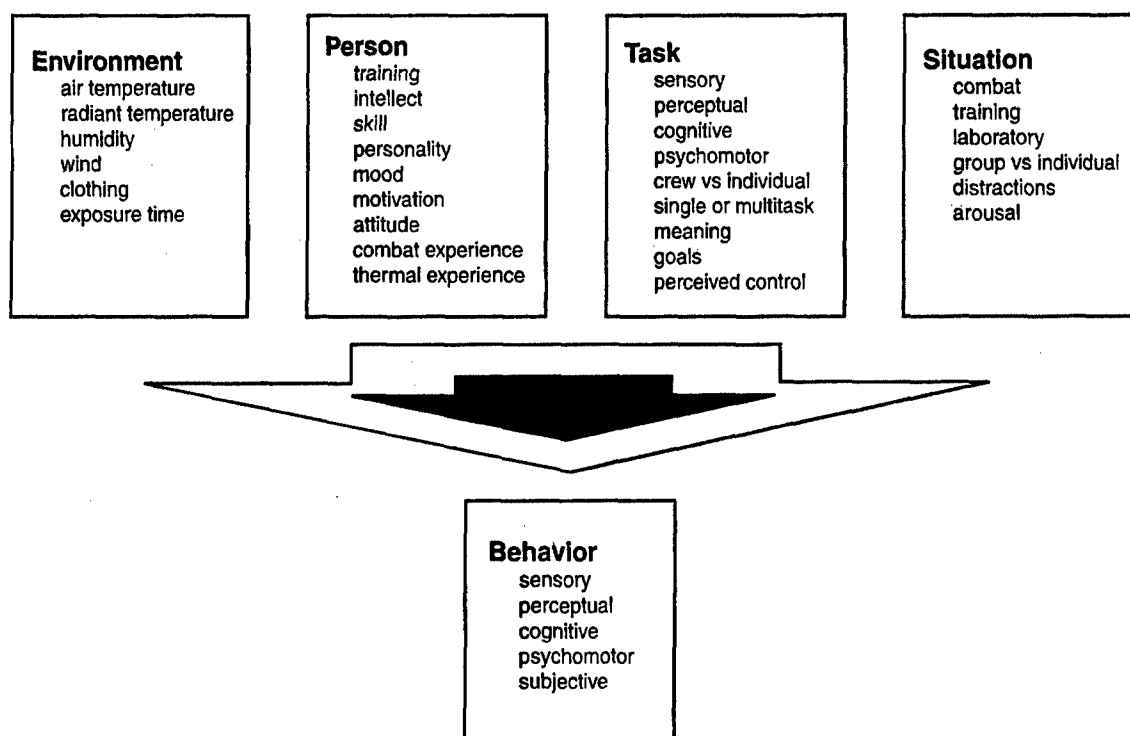 Environment
air temperature
radiant temperature
humidity
wind
clothing
exposure time
Person
training
intellect
skill
personality
mood
motivation
attitude
combat experience
thermal experience
Task
sensory
perceptual
cognitive
psychomotor
crew vs individual
single or multitask
meaning
goals
perceived control
Situation
combat
training
laboratory
group vs individual
distractions
arousal
Behavior
sensory
perceptual
cognitive
psychomotor
subjective